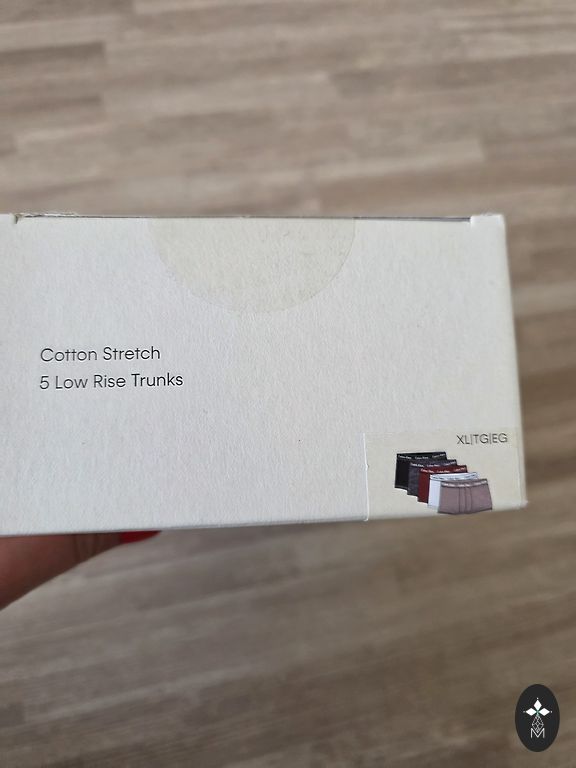 Cotton Stretch
5 Low Rise Trunks
XL|TG|EG